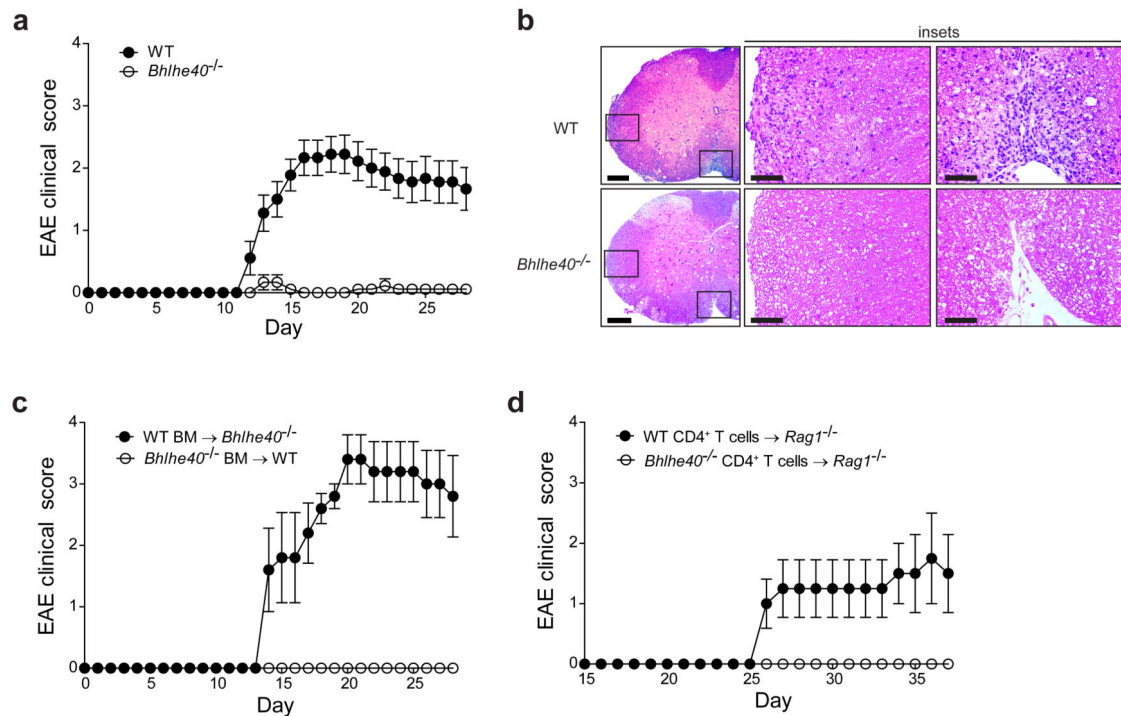 a
WT
Bhlhe40-/-
EAE clinical score
4
3
2
1
0
0 5 10 15 20 25
Day
b
insets
WT
Bhlhe40-/-
c
WT BM → Bhlhe40-/-
Bhlhe40-/- BM → WT
EAE clinical score
4
3
2
1
0
0 5 10 15 20 25
Day
d
WT CD4+ T cells → Rag1-/-
Bhlhe40-/- CD4+ T cells → Rag1-/-
EAE clinical score
4
3
2
1
0
15 20 25 30 35
Day